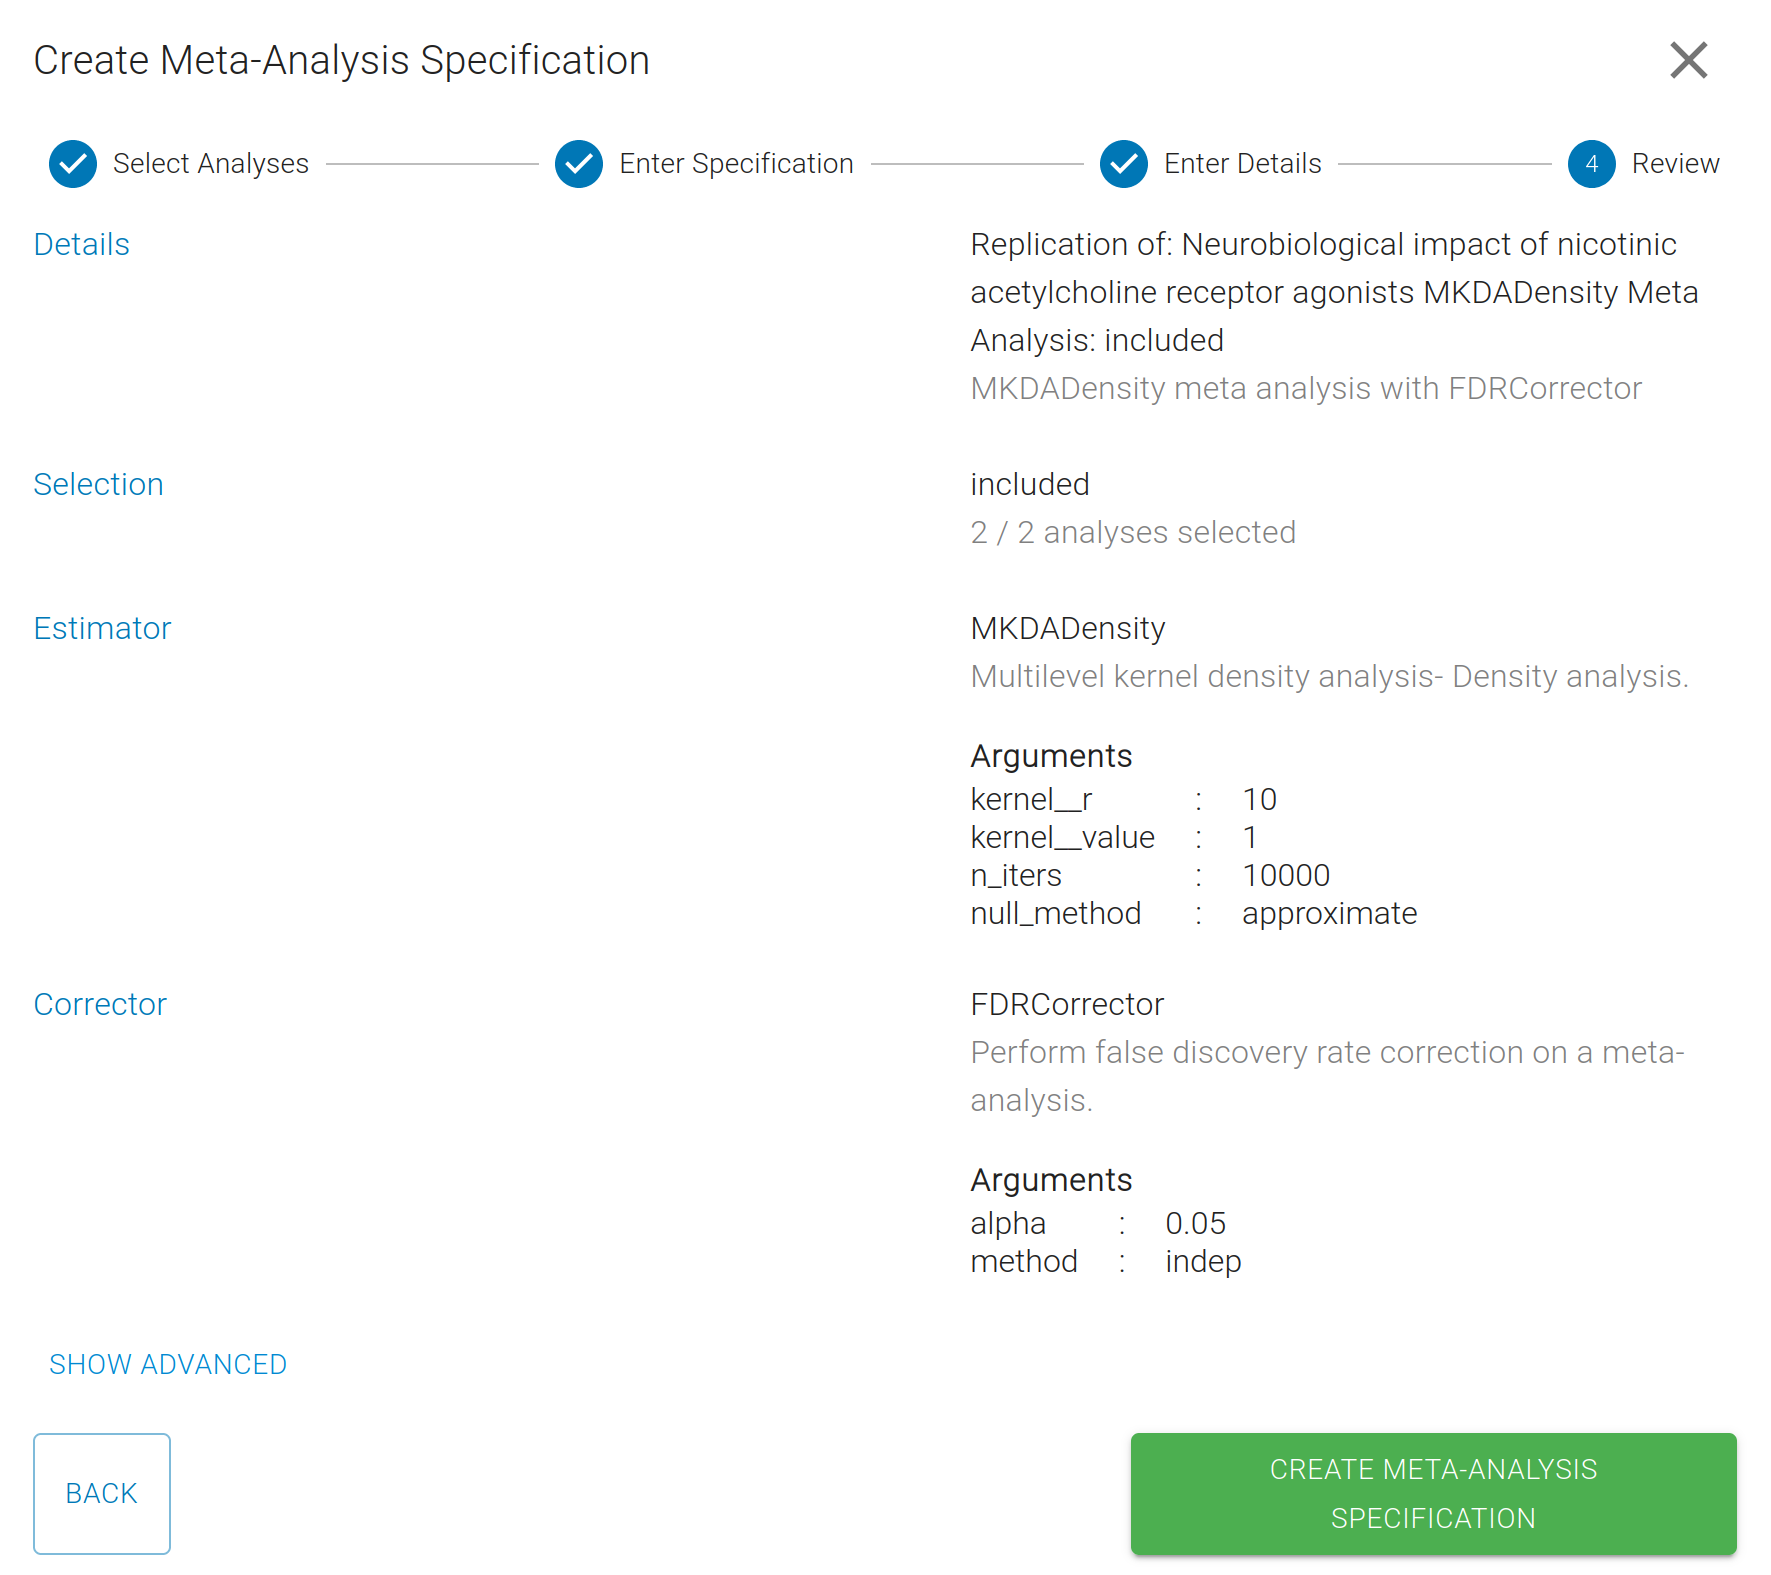 Create Meta-Analysis Specification
Select Analyses
Enter Specification
Enter Details
4 Review
Details
Replication of: Neurobiological impact of nicotinic
acetylcholine receptor agonists MKDADensity Meta
Analysis: included
MKDADensity meta analysis with FDRCorrector
Selection
included
2 / 2 analyses selected
Estimator
MKDADensity
Multilevel kernel density analysis- Density analysis.
Arguments
kernel__r : 10
kernel__value : 1
n_iters : 10000
null_method : approximate
Corrector
FDRCorrector
Perform false discovery rate correction on a meta-
analysis.
Arguments
alpha : 0.05
method : indep
SHOW ADVANCED
BACK
CREATE META-ANALYSIS
SPECIFICATION